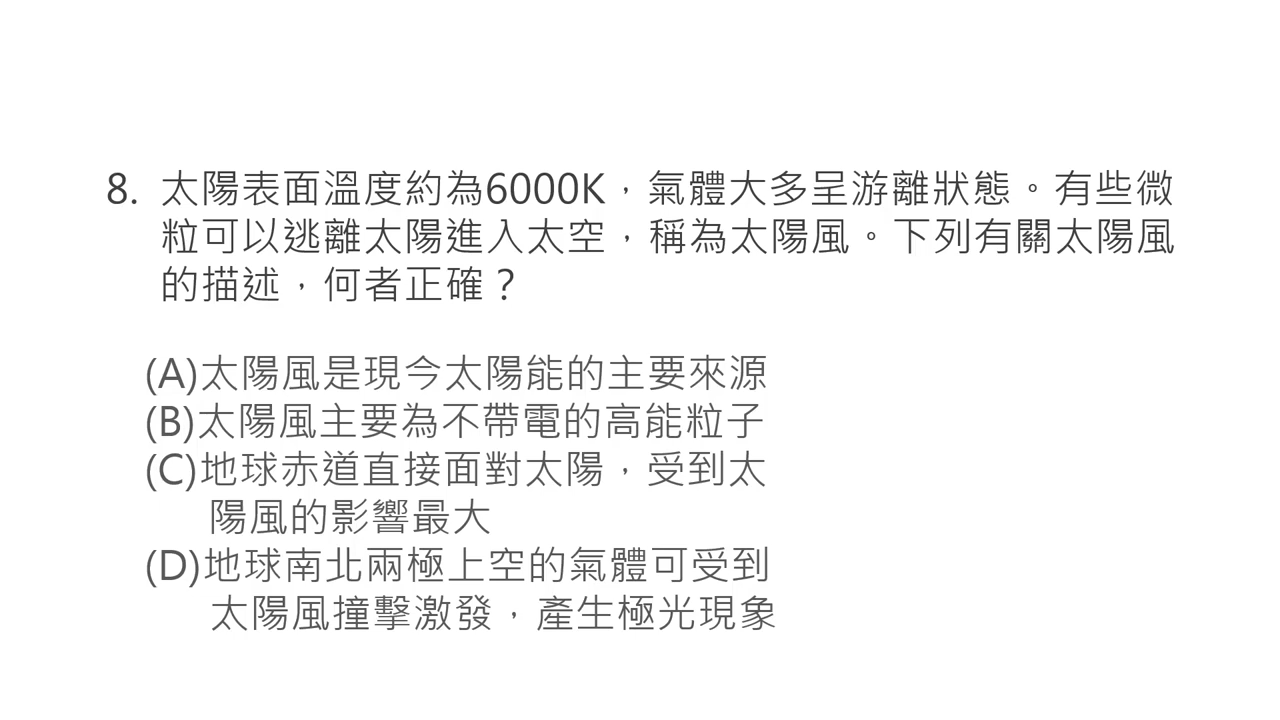 8. 太陽表面溫度約為6000K，氣體大多呈游離狀態。有些微
粒可以逃離太陽進入太空，稱為太陽風。下列有關太陽風
的描述，何者正確？
(A)太陽風是現今太陽能的主要來源
(B)太陽風主要為不帶電的高能粒子
(C)地球赤道直接面對太陽，受到太
陽風的影響最大
(D)地球南北兩極上空的氣體可受到
太陽風撞擊激發，產生極光現象